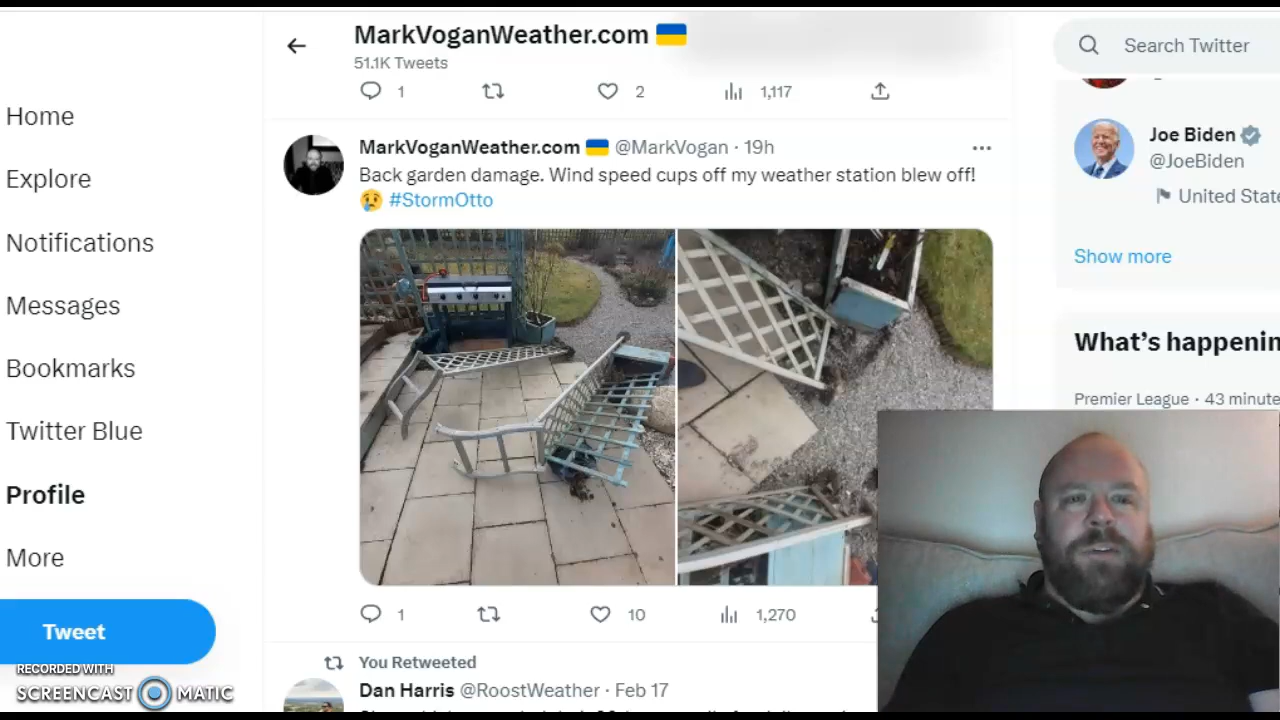 MarkVoganWeather.com
51.1K Tweets
Search Twitter
1
2
1,117
Home
Explore
Notifications
Messages
Bookmarks
Twitter Blue
Profile
More
Tweet
RECORDED WITH
SCREENCAST MATIC
MarkVoganWeather.com @MarkVogan · 19h
Back garden damage. Wind speed cups off my weather station blew off!
#StormOtto
1
10
1,270
You Retweeted
Dan Harris @RoostWeather · Feb 17
Joe Biden
@JoeBiden
United State
Show more
What's happenin
Premier League · 43 minute